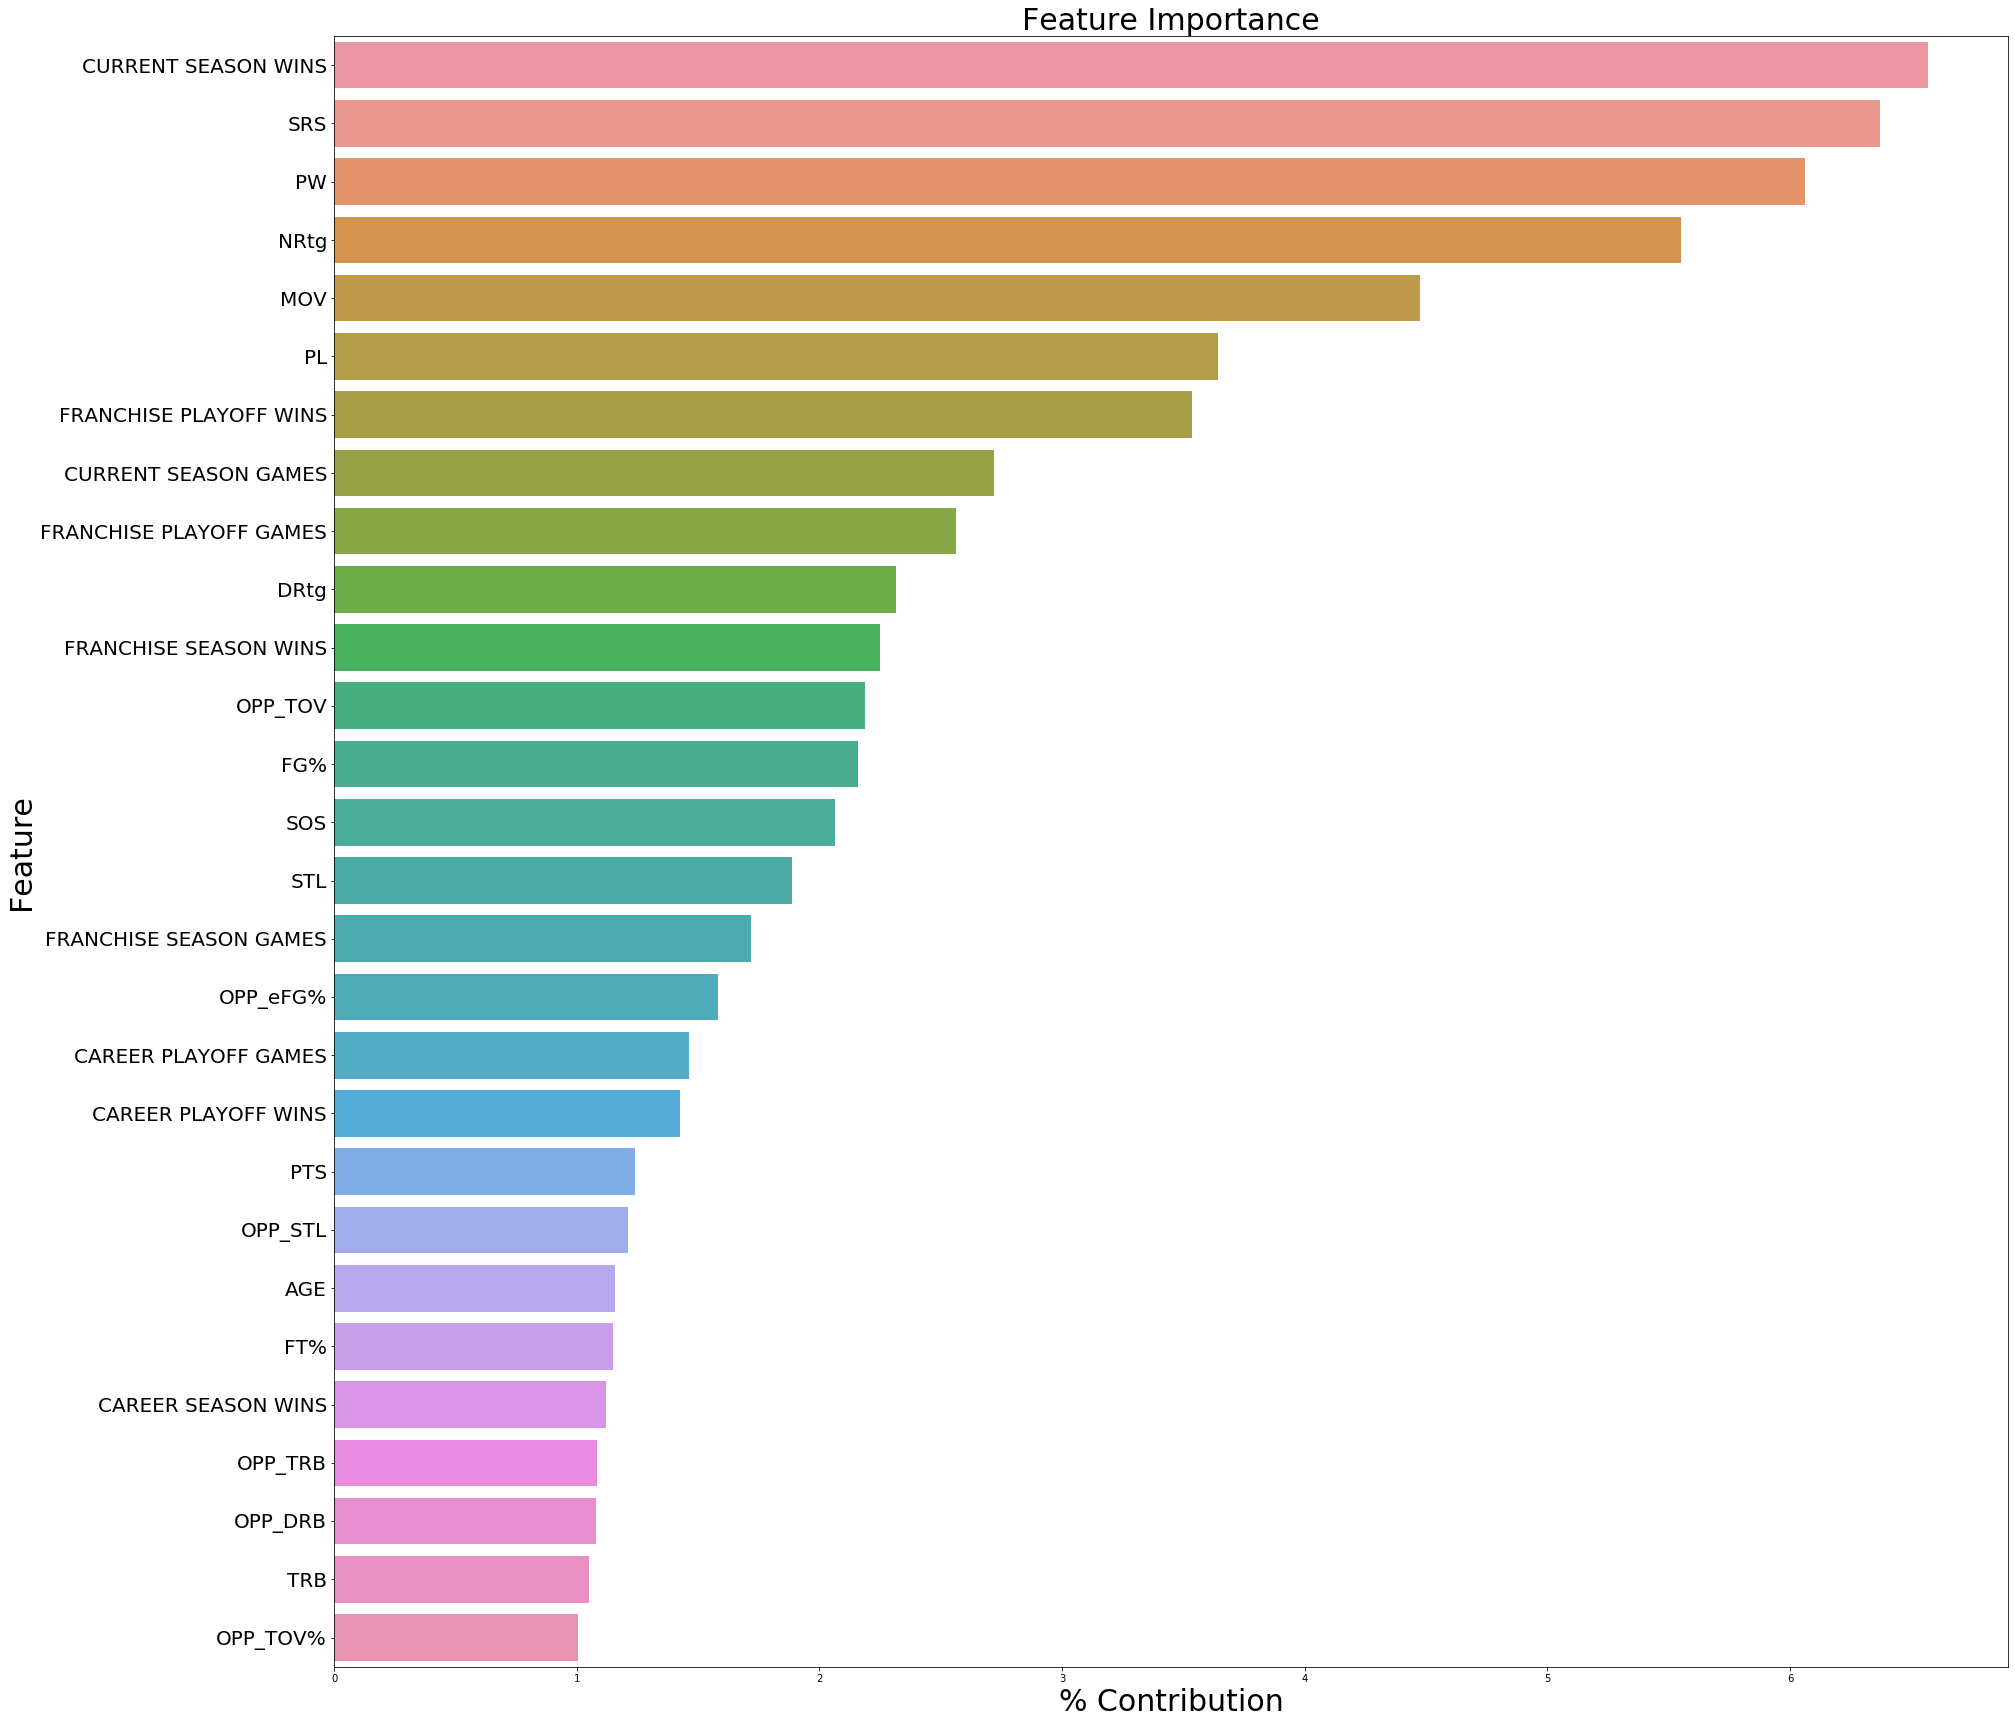 Feature Importance
CURRENT SEASON WINS
SRS
PW
NRtg
MOV
PL
FRANCHISE PLAYOFF WINS
CURRENT SEASON GAMES
FRANCHISE PLAYOFF GAMES
DRtg
FRANCHISE SEASON WINS
OPP_TOV
FG%
SOS
STL
FRANCHISE SEASON GAMES
OPP_eFG%
CAREER PLAYOFF GAMES
CAREER PLAYOFF WINS
PTS
OPP_STL
AGE
FT%
CAREER SEASON WINS
OPP_TRB
OPP_DRB
TRB
OPP_TOV%
Feature
0 1 2 3 4 5 6
% Contribution